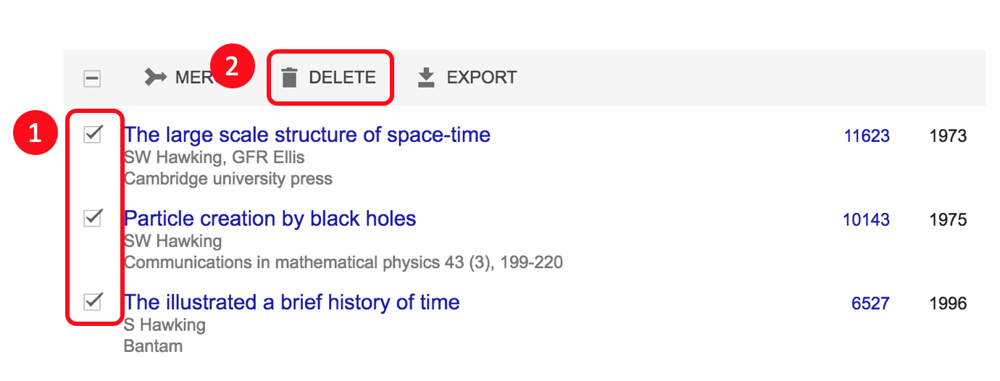 2
MER DELETE EXPORT
1
The large scale structure of space-time 11623 1973
SW Hawking, GFR Ellis
Cambridge university press
Particle creation by black holes 10143 1975
SW Hawking
Communications in mathematical physics 43 (3), 199-220
The illustrated a brief history of time 6527 1996
S Hawking
Bantam